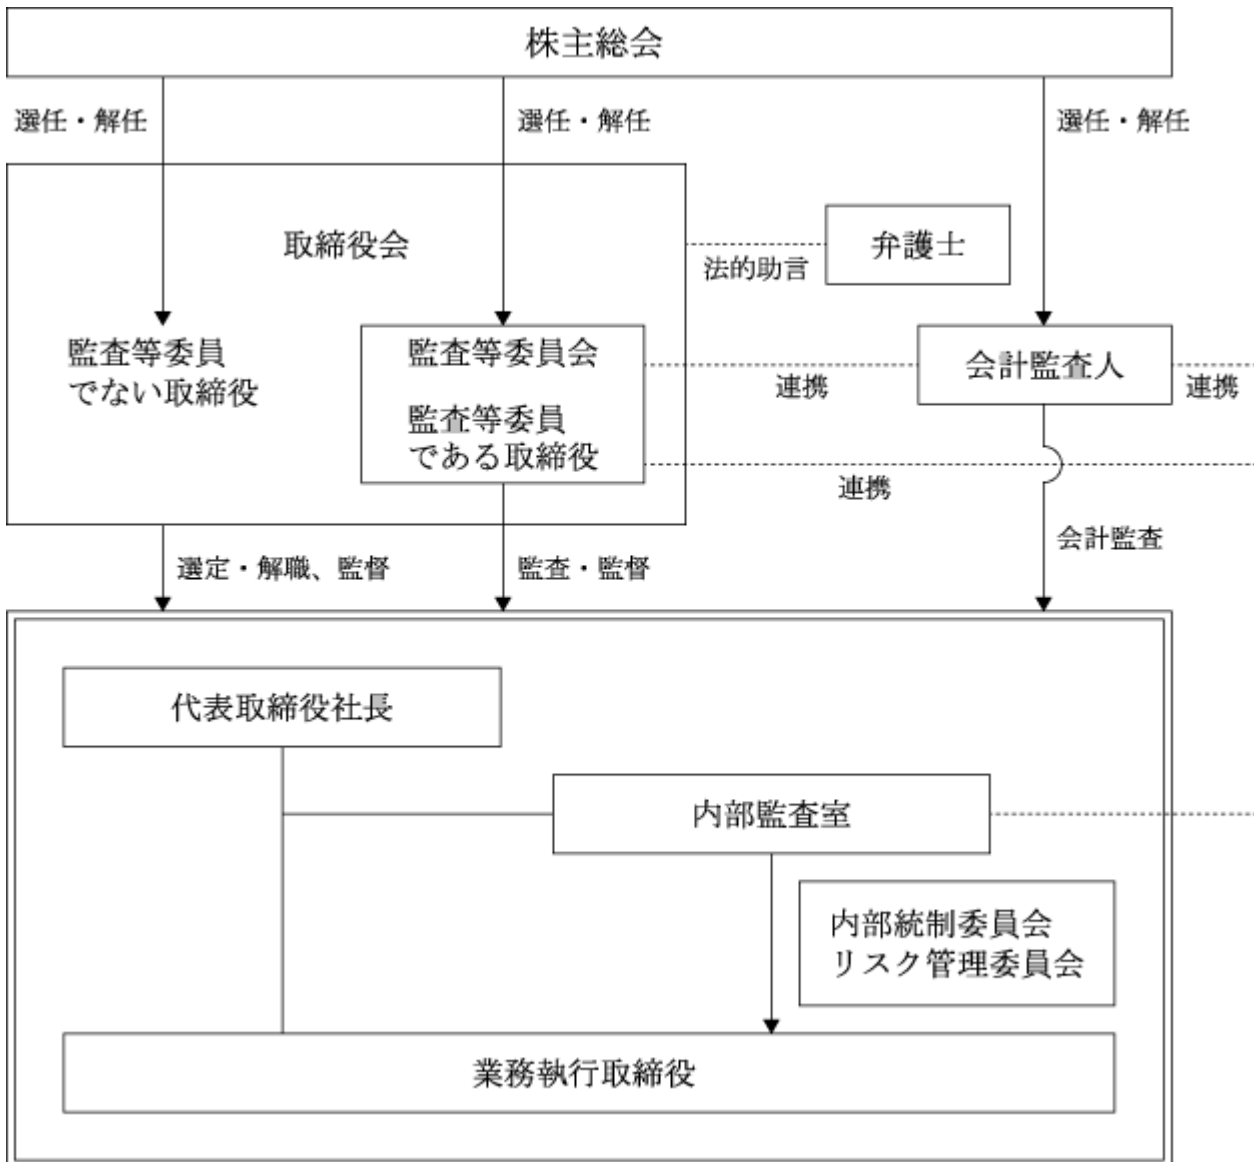 株主総会
選任・解任
選任・解任
選任・解任
取締役会
弁護士
法的助言
監査等委員
でない取締役
監査等委員会
監査等委員
である取締役
会計監査人
連携
連携
連携
会計監査
選定・解職、監督
監査・監督
代表取締役社長
内部監査室
内部統制委員会
リスク管理委員会
業務執行取締役